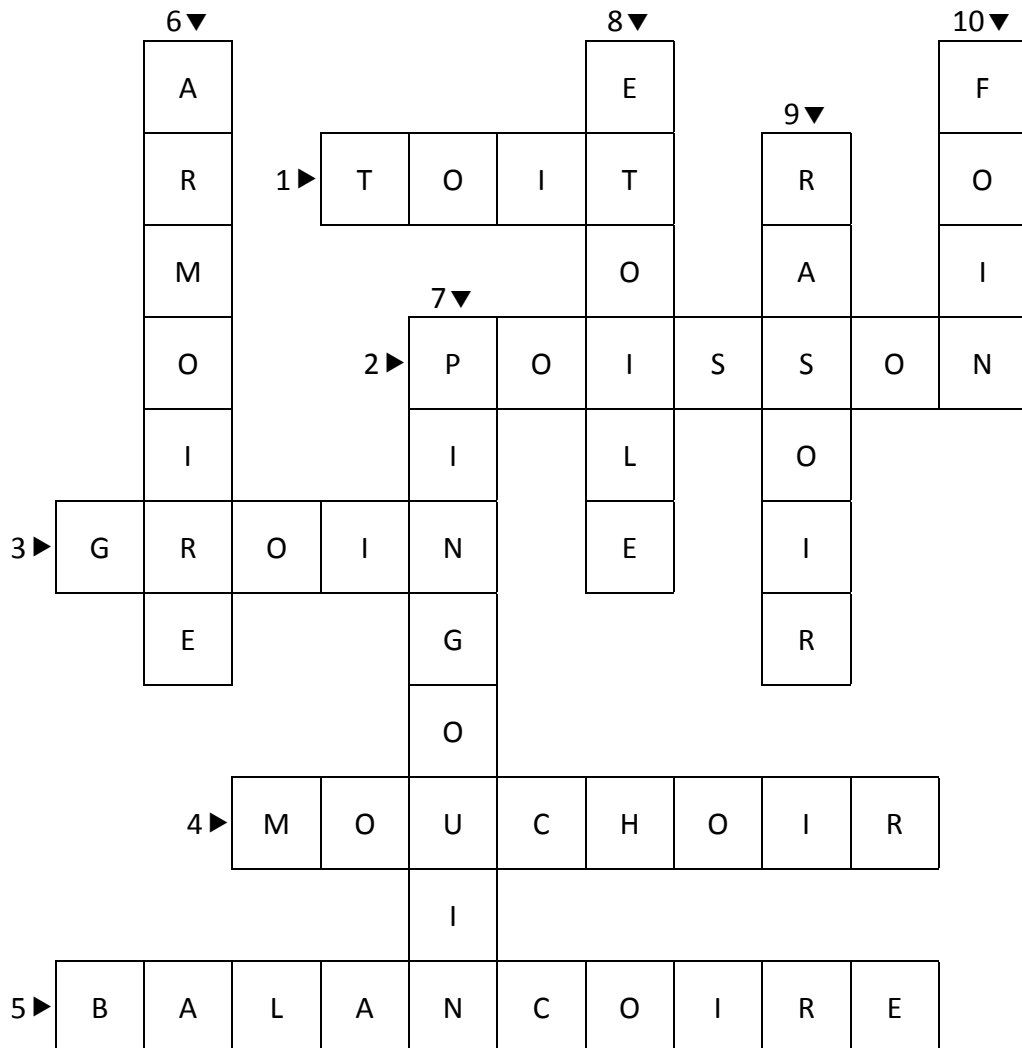 6▼ 8▼ 10▼
A E F
9▼
R 1► T O I T R O
M O A I
7▼
O 2► P O I S S O N
I I L O
3► G R O I N E I
E G R
O
4► M O U C H O I R
I
5► B A L A N C O I R E